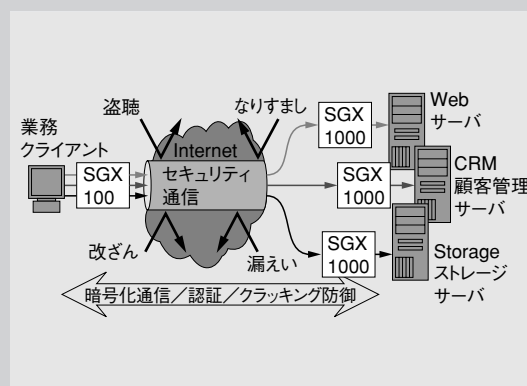 盗聴
なりすまし
業務
クライアント
SGX
100
Internet
セキュリティ
通信
SGX
1000
Web
サーバ
SGX
1000
CRM
顧客管理
サーバ
改ざん
漏えい
SGX
1000
Storage
ストレージ
サーバ
暗号化通信／認証／クラッキング防御